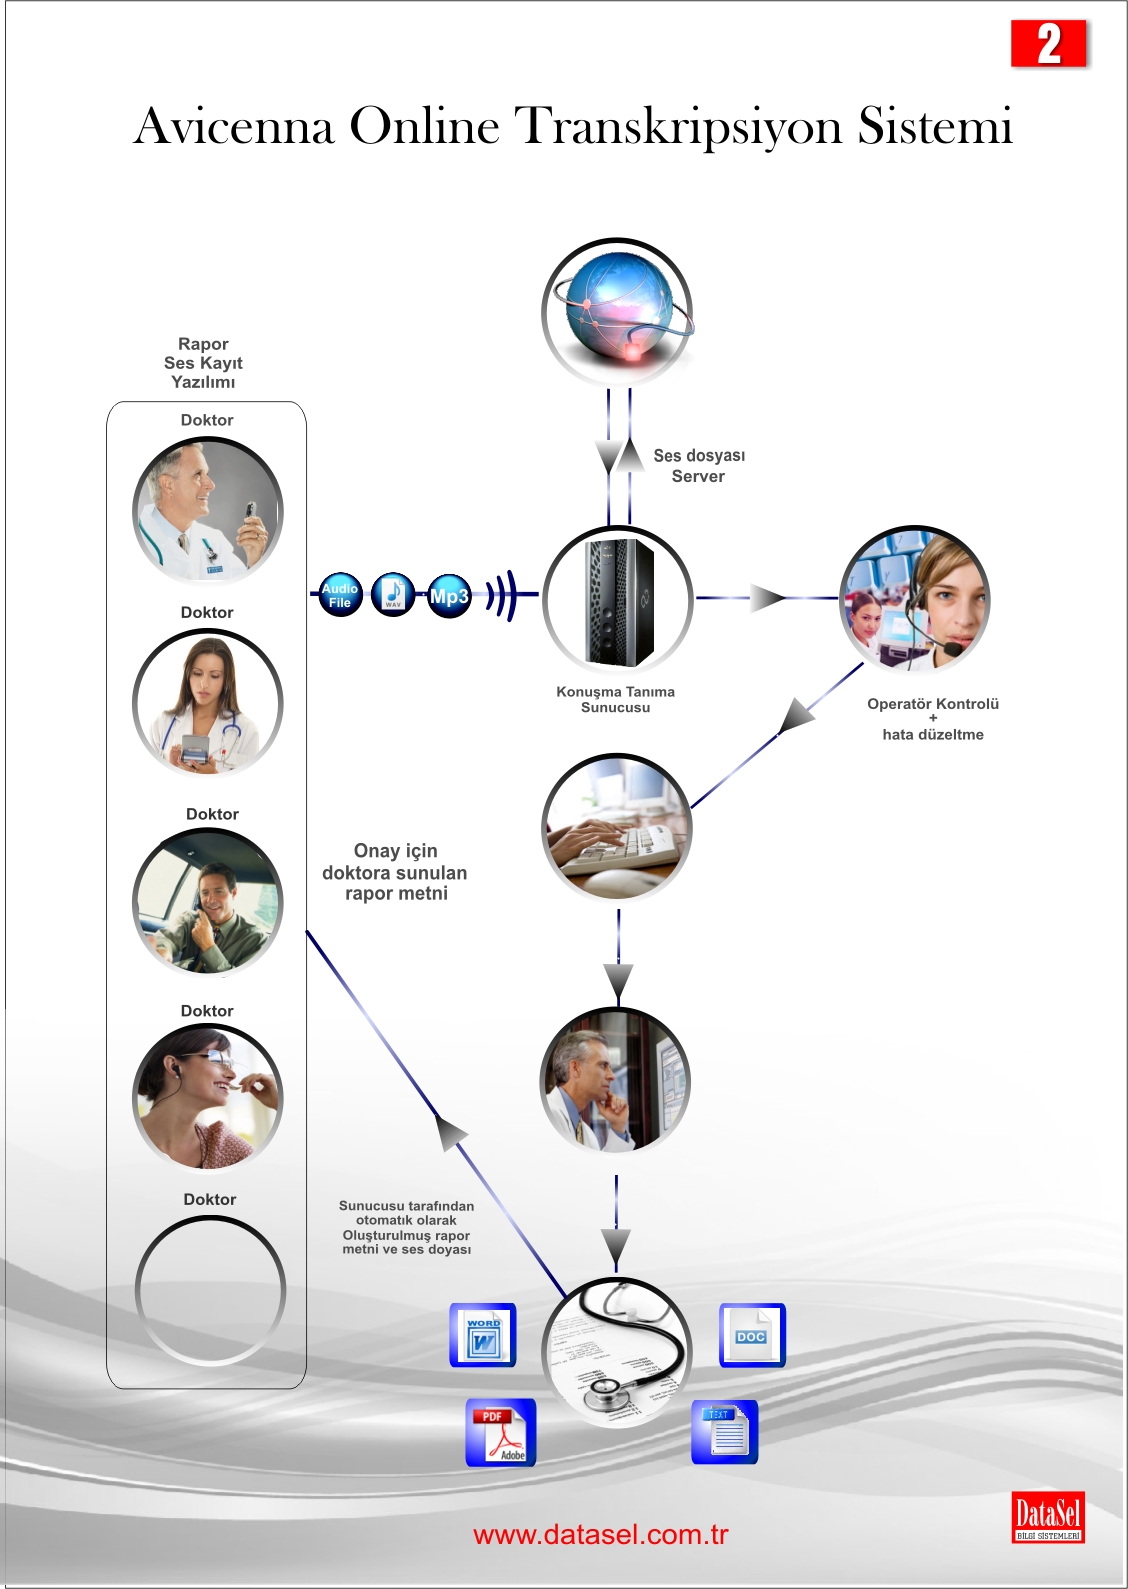 2
Avicenna Online Transkripsiyon Sistemi
Rapor
Ses Kayıt
Yazılımı
Doktor
Ses dosyası
Server
Audio
File
WAV
Mp3
Doktor
Konuşma Tanıma
Sunucusu
Operatör Kontrolü
+
hata düzeltme
Doktor
Onay için
doktora sunulan
rapor metni
Doktor
Doktor
Sunucusu tarafından
otomatık olarak
Oluşturulmuş rapor
metni ve ses doyası
WORD
W
DOC
PDF
Adobe
TEXT
DataSel
BİLGİ SİSTEMLERİ
www.datasel.com.tr